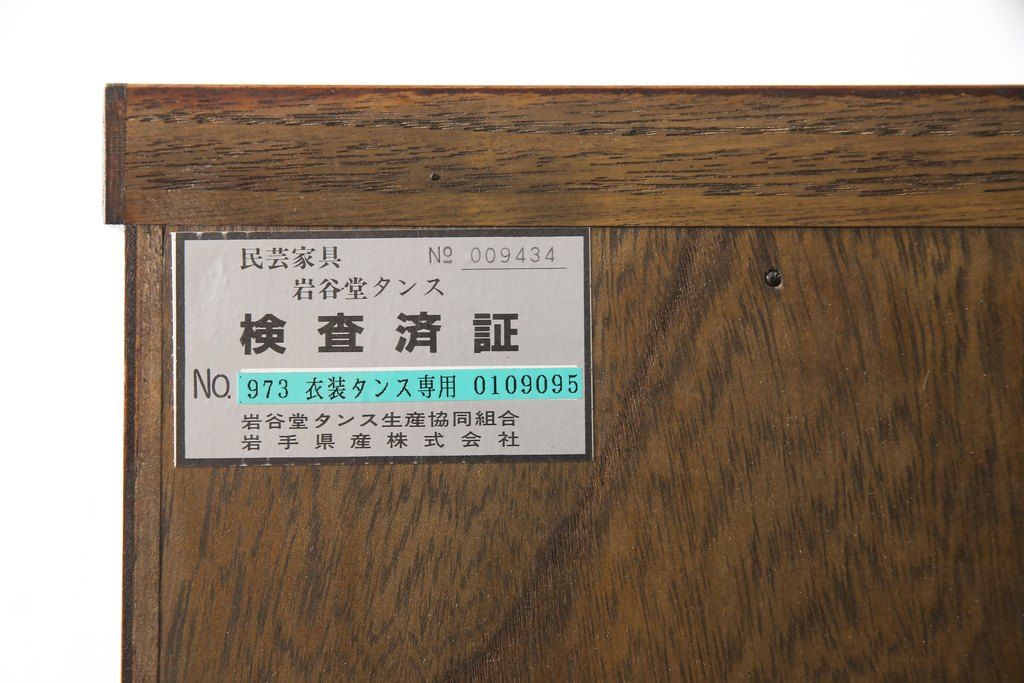 民芸家具 Nº 009434
岩谷堂タンス
検査済証
NO. 973 衣装タンス専用 0109095
岩谷堂タンス生産協同組合
岩手県産株式会社